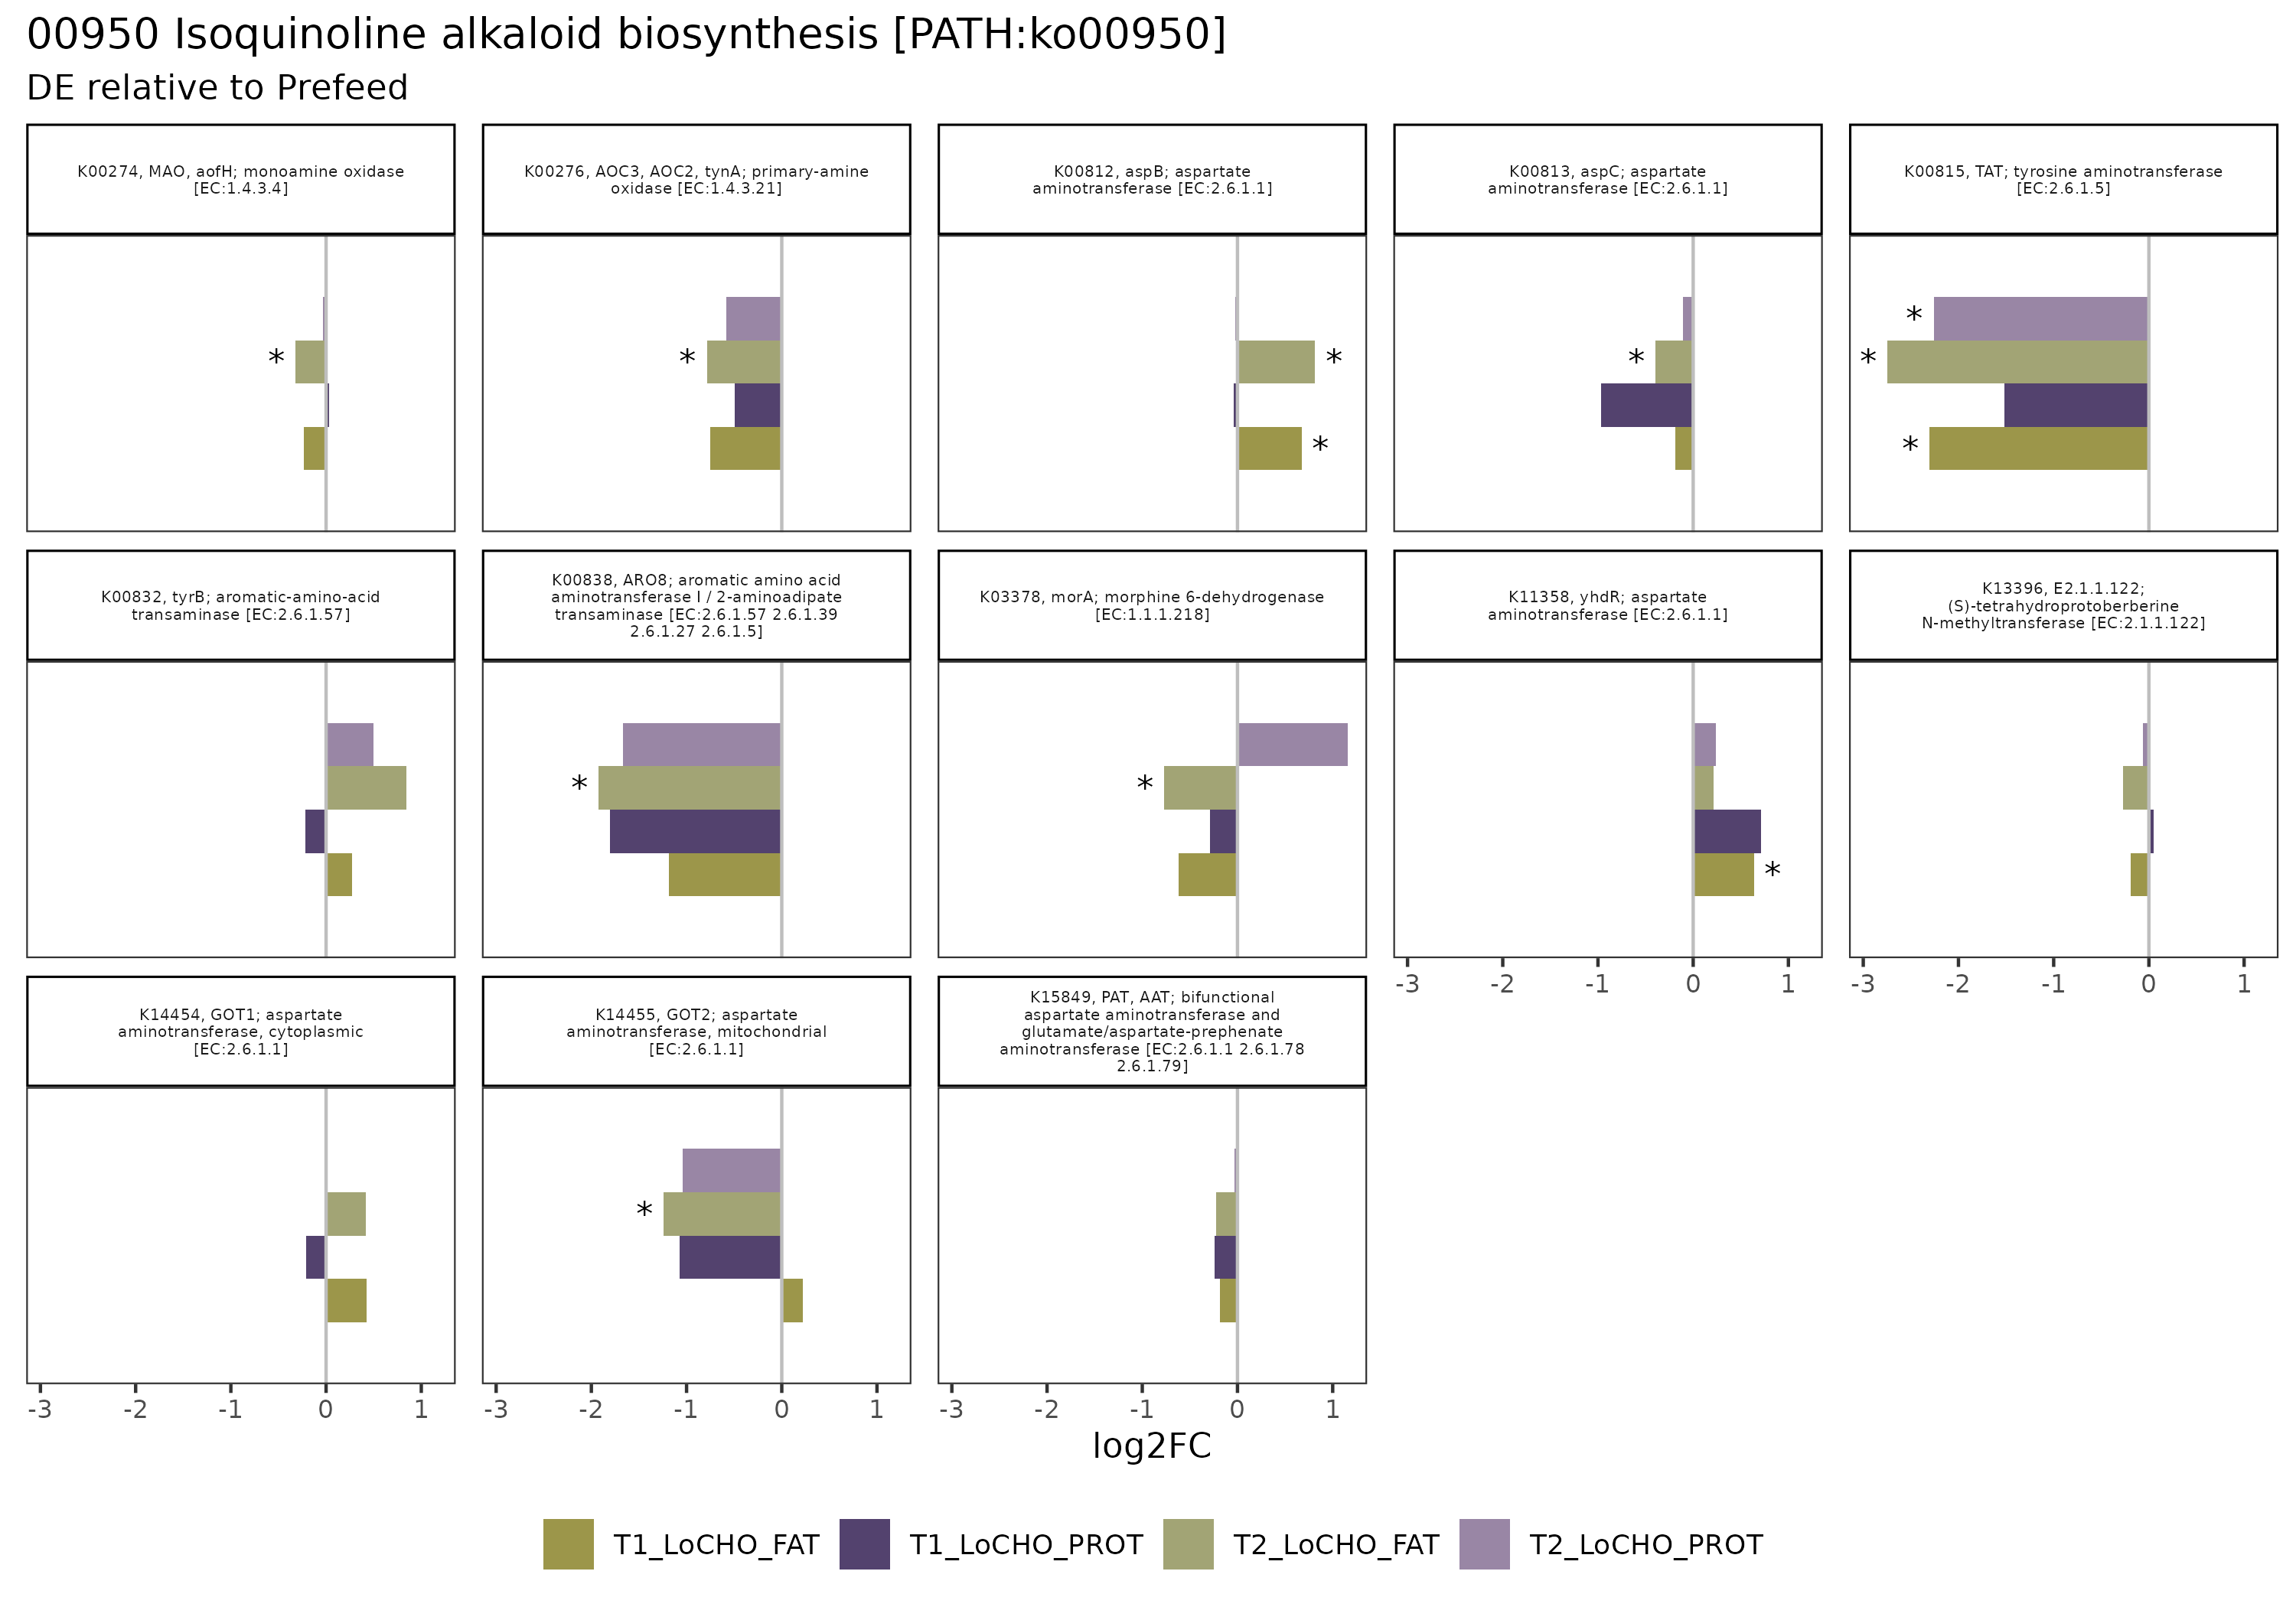 00950 Isoquinoline alkaloid biosynthesis [PATH:ko00950]
DE relative to Prefeed
K00274, MAO, aofH; monoamine oxidase
[EC:1.4.3.4]
K00276, AOC3, AOC2, tynA; primary-amine
oxidase [EC:1.4.3.21]
K00812, aspB; aspartate
aminotransferase [EC:2.6.1.1]
K00813, aspC; aspartate
aminotransferase [EC:2.6.1.1]
K00815, TAT; tyrosine aminotransferase
[EC:2.6.1.5]
*
*
*
*
*
*
*
*
K00832, tyrB; aromatic-amino-acid
transaminase [EC:2.6.1.57]
K00838, ARO8; aromatic amino acid
aminotransferase I / 2-aminoadipate
transaminase [EC:2.6.1.57 2.6.1.39
2.6.1.27 2.6.1.5]
K03378, morA; morphine 6-dehydrogenase
[EC:1.1.1.218]
K11358, yhdR; aspartate
aminotransferase [EC:2.6.1.1]
K13396, E2.1.1.122;
(S)-tetrahydroprotoberberine
N-methyltransferase [EC:2.1.1.122]
*
*
*
-3 -2 -1 0 1
-3 -2 -1 0 1
K14454, GOT1; aspartate
aminotransferase, cytoplasmic
[EC:2.6.1.1]
K14455, GOT2; aspartate
aminotransferase, mitochondrial
[EC:2.6.1.1]
K15849, PAT, AAT; bifunctional
aspartate aminotransferase and
glutamate/aspartate-prephenate
aminotransferase [EC:2.6.1.1 2.6.1.78
2.6.1.79]
*
-3 -2 -1 0 1
-3 -2 -1 0 1
-3 -2 -1 0 1
log2FC
T1_LoCHO_FAT T1_LoCHO_PROT T2_LoCHO_FAT T2_LoCHO_PROT